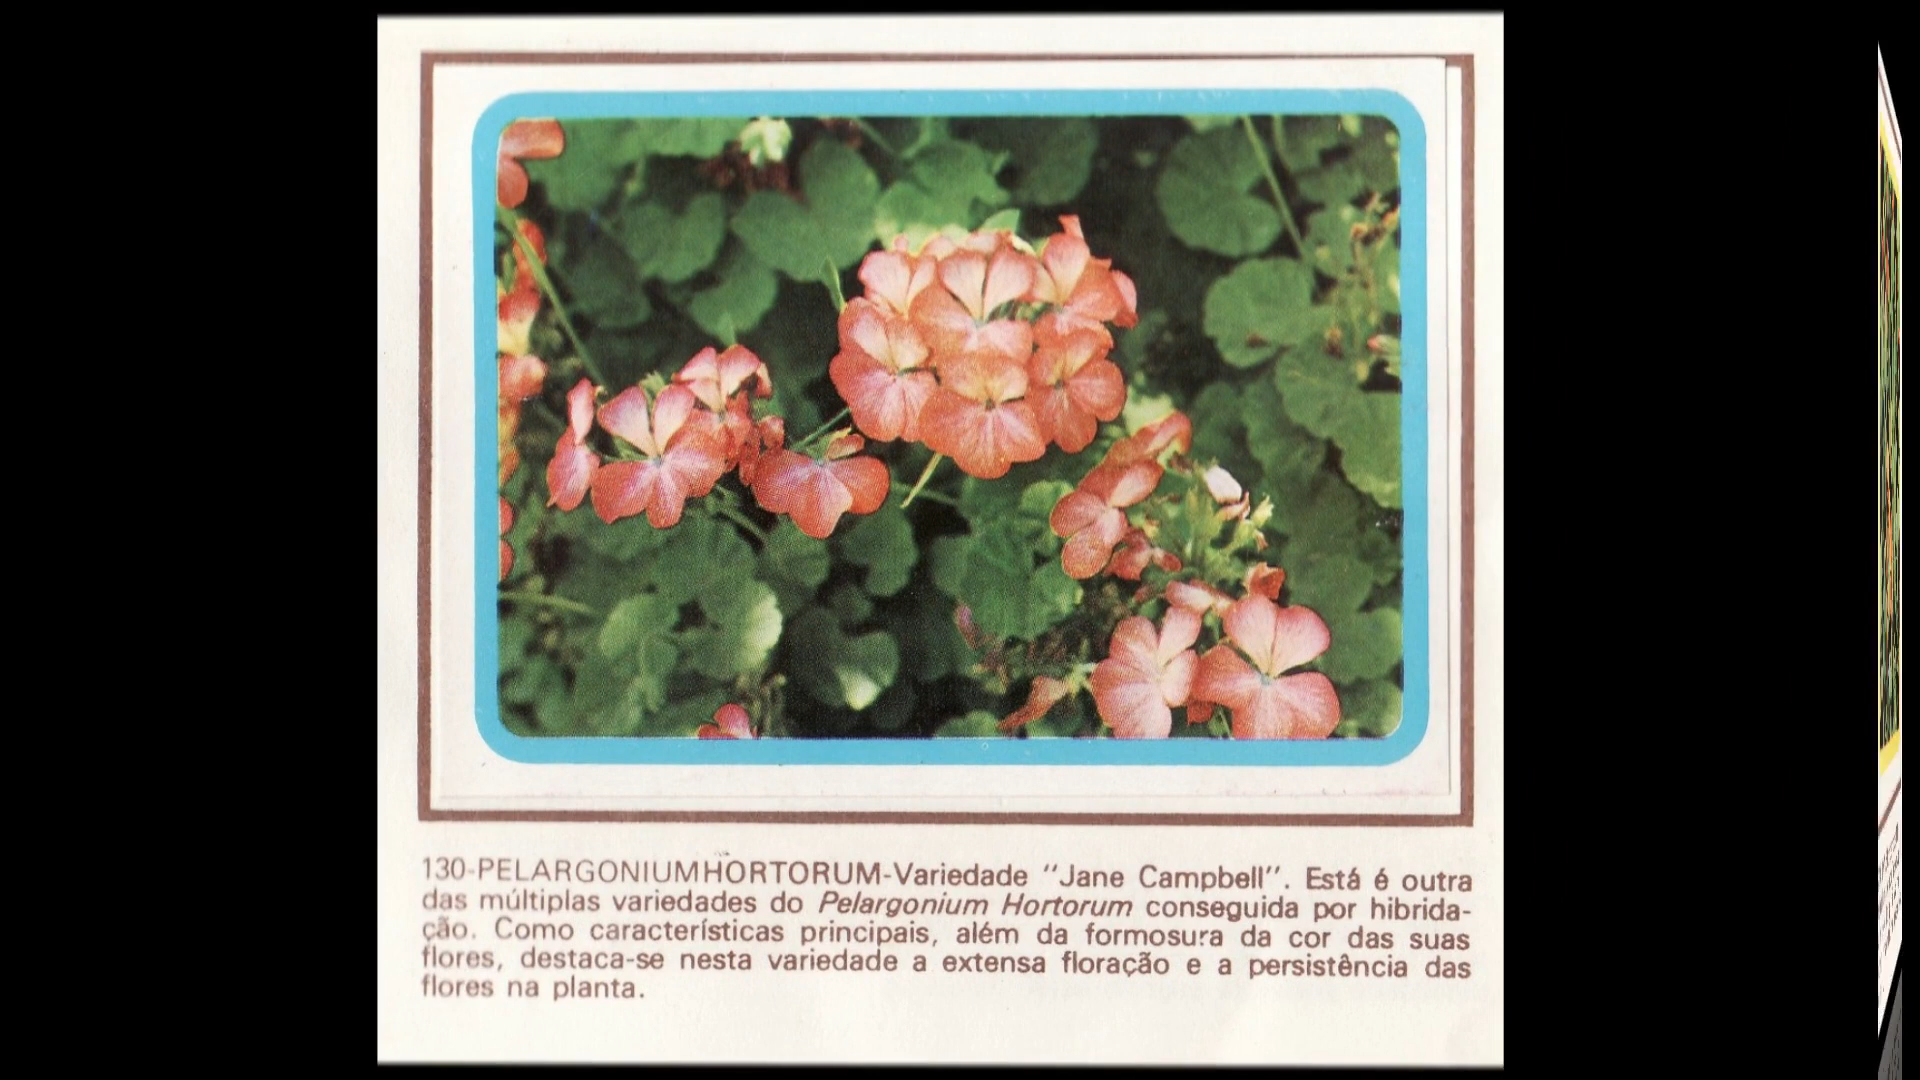 130-PELARGONIUMHORTORUM-Variedade "Jane Campbell". Está é outra
das múltiplas variedades do Pelargonium Hortorum conseguida por hibrida-
ção. Como características principais, além da formosura da cor das suas
flores, destaca-se nesta variedade a extensa floração e a persistência das
flores na planta.